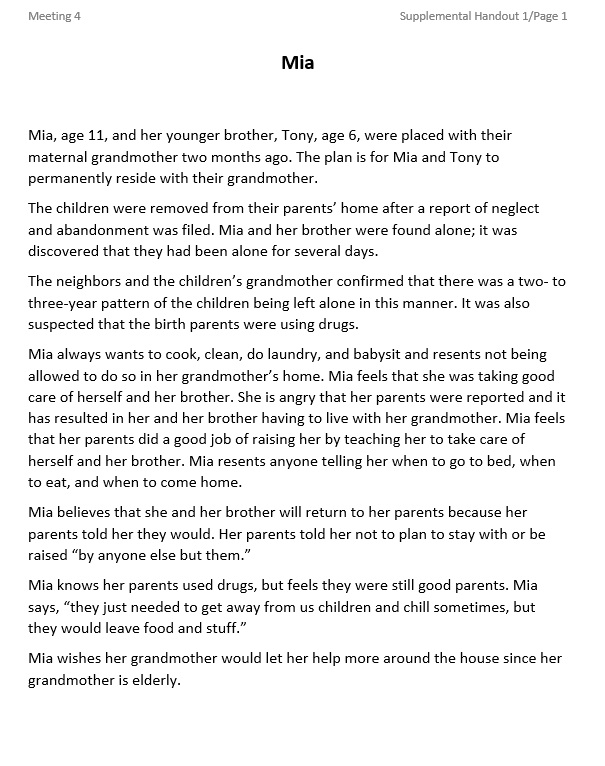 Meeting 4
Supplemental Handout 1/Page 1
Mia
Mia, age 11, and her younger brother, Tony, age 6, were placed with their
maternal grandmother two months ago. The plan is for Mia and Tony to
permanently reside with their grandmother.
The children were removed from their parents’ home after a report of neglect
and abandonment was filed. Mia and her brother were found alone; it was
discovered that they had been alone for several days.
The neighbors and the children’s grandmother confirmed that there was a two- to
three-year pattern of the children being left alone in this manner. It was also
suspected that the birth parents were using drugs.
Mia always wants to cook, clean, do laundry, and babysit and resents not being
allowed to do so in her grandmother’s home. Mia feels that she was taking good
care of herself and her brother. She is angry that her parents were reported and it
has resulted in her and her brother having to live with her grandmother. Mia feels
that her parents did a good job of raising her by teaching her to take care of
herself and her brother. Mia resents anyone telling her when to go to bed, when
to eat, and when to come home.
Mia believes that she and her brother will return to her parents because her
parents told her they would. Her parents told her not to plan to stay with or be
raised “by anyone else but them.”
Mia knows her parents used drugs, but feels they were still good parents. Mia
says, “they just needed to get away from us children and chill sometimes, but
they would leave food and stuff.”
Mia wishes her grandmother would let her help more around the house since her
grandmother is elderly.